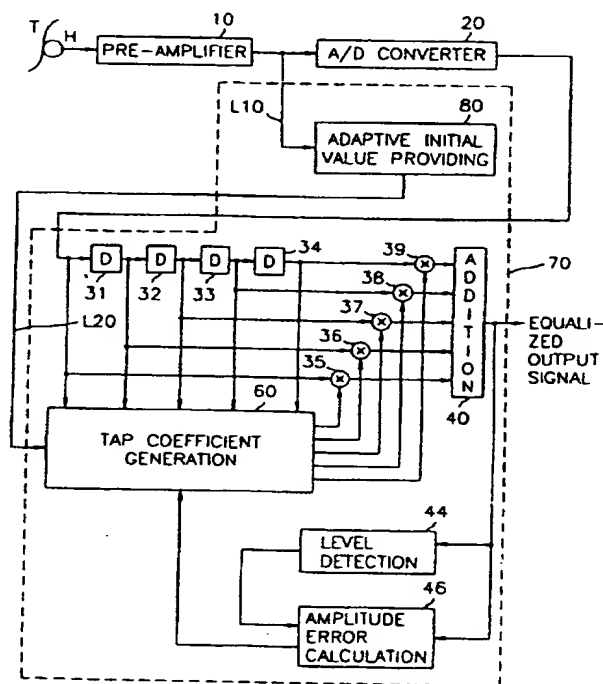 10
20
T
H
PRE-AMPLIFIER
A/D CONVERTER
L10
80
ADAPTIVE INITIAL
VALUE PROVIDING
D
D
D
D
34
39
31
32
33
38
70
L20
37
36
35
ADDITION
40
EQUALI-
ZED
OUTPUT
SIGNAL
60
TAP COEFFICIENT
GENERATION
44
LEVEL
DETECTION
46
AMPLITUDE
ERROR
CALCULATION